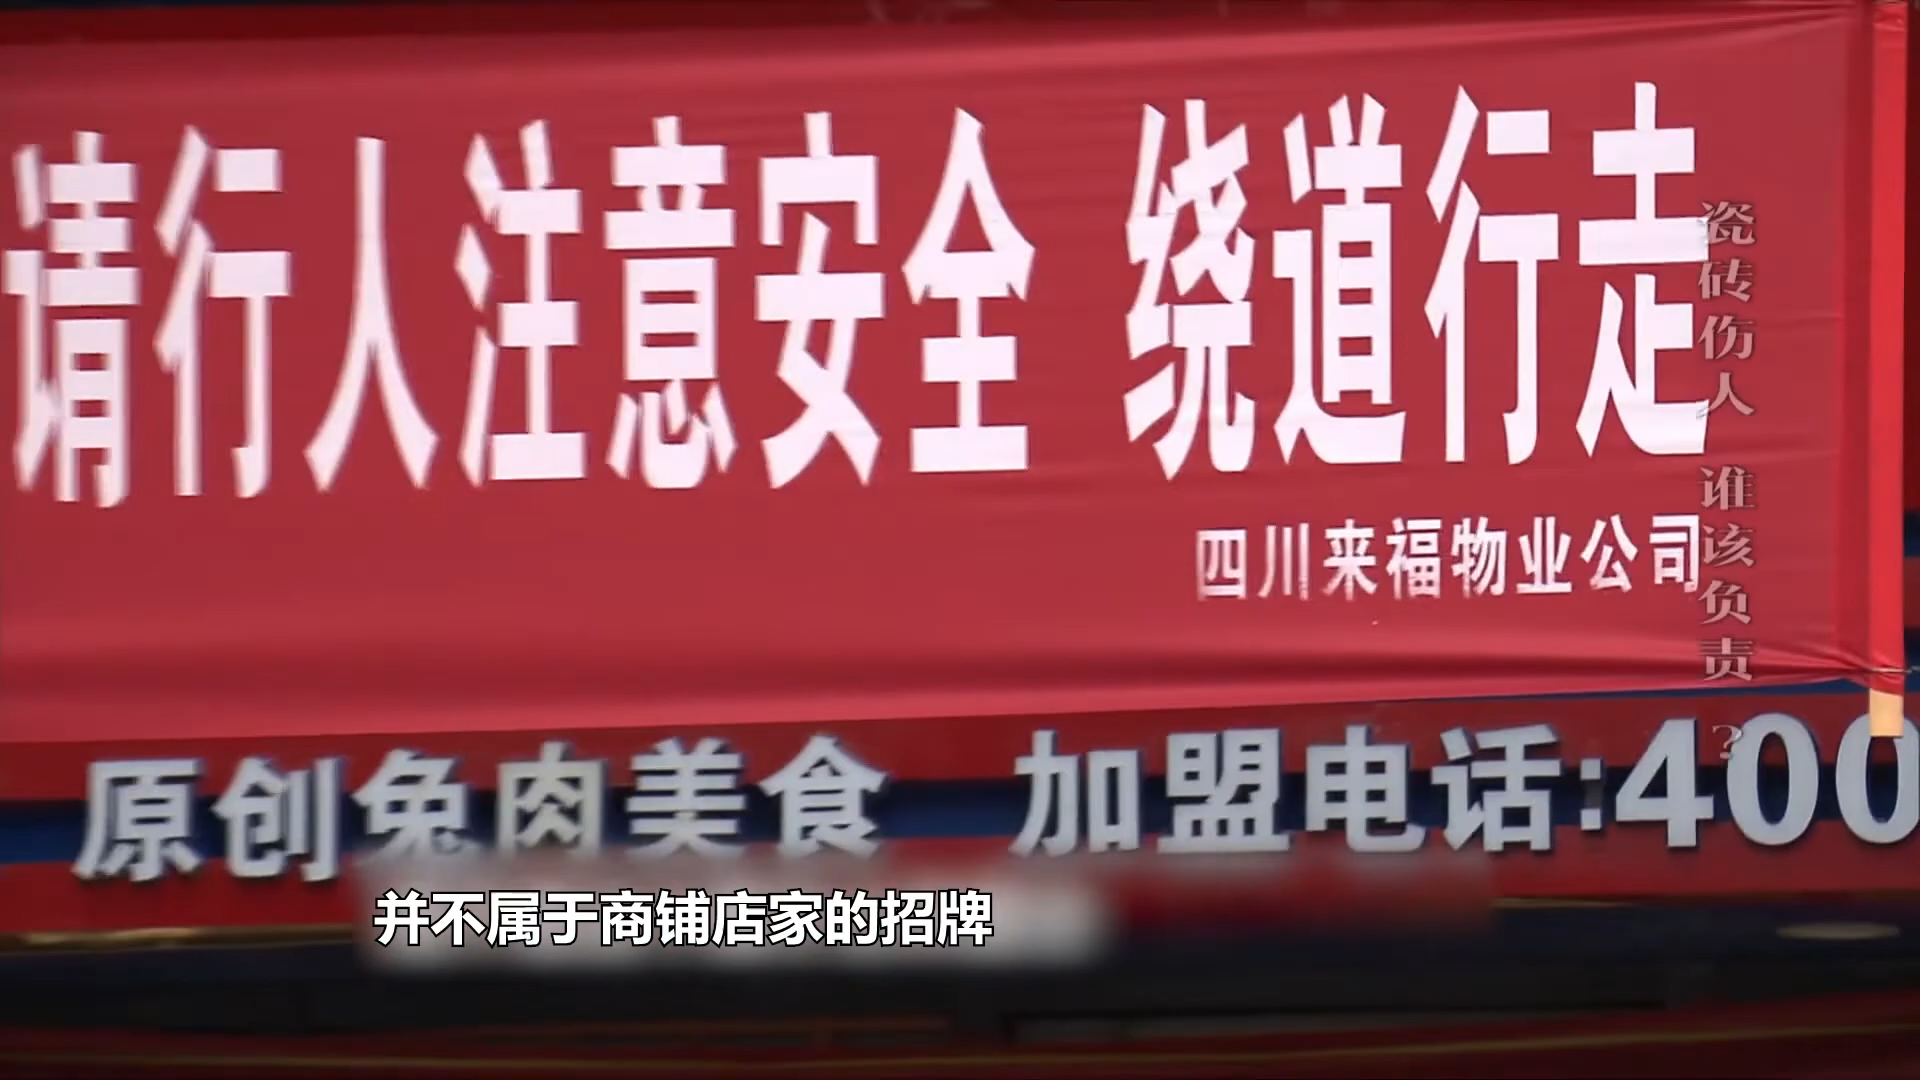 请行人注意安全 绕道行走
四川来福物业公司
瓷砖伤人 谁该负责?
原创兔肉美食 加盟电话:400
并不属于商铺店家的招牌